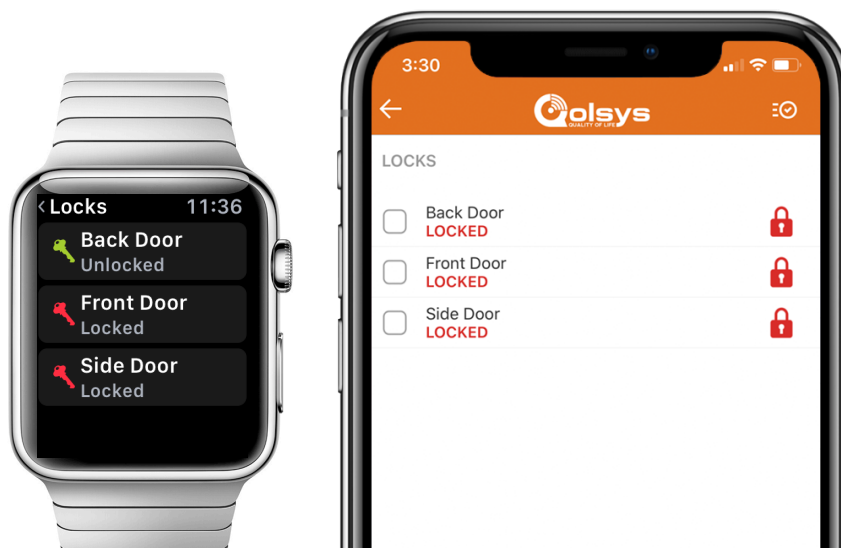 < Locks 11:36
Back Door
Unlocked
Front Door
Locked
Side Door
Locked
3:30
Qolsys
QUALITY OF LIFE
LOCKS
Back Door
LOCKED
Front Door
LOCKED
Side Door
LOCKED